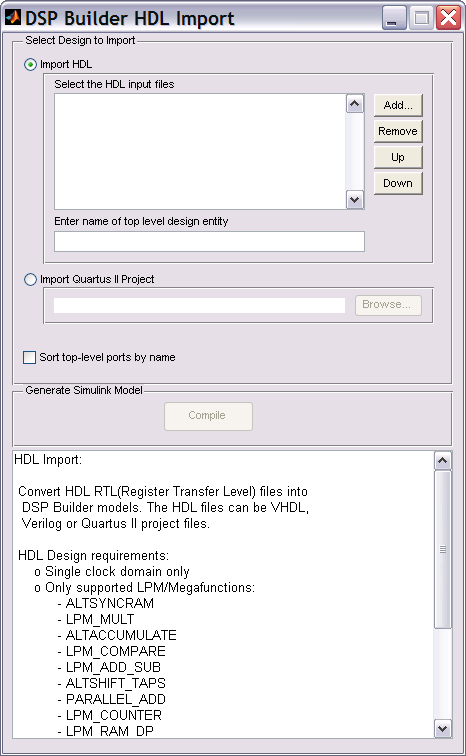 DSP Builder HDL Import
Select Design to Import
Import HDL
Select the HDL input files
Add...
Remove
Up
Down
Enter name of top level design entity
Import Quartus II Project
Browse...
Sort top-level ports by name
Generate Simulink Model
Compile
HDL Import:
Convert HDL RTL(Register Transfer Level) files into
DSP Builder models. The HDL files can be VHDL,
Verilog or Quartus II project files.
HDL Design requirements:
o Single clock domain only
o Only supported LPM/Megafunctions:
- ALTSYNCRAM
- LPM_MULT
- ALTACCUMULATE
- LPM_COMPARE
- LPM_ADD_SUB
- ALTSHIFT_TAPS
- PARALLEL_ADD
- LPM_COUNTER
- LPM_RAM_DP